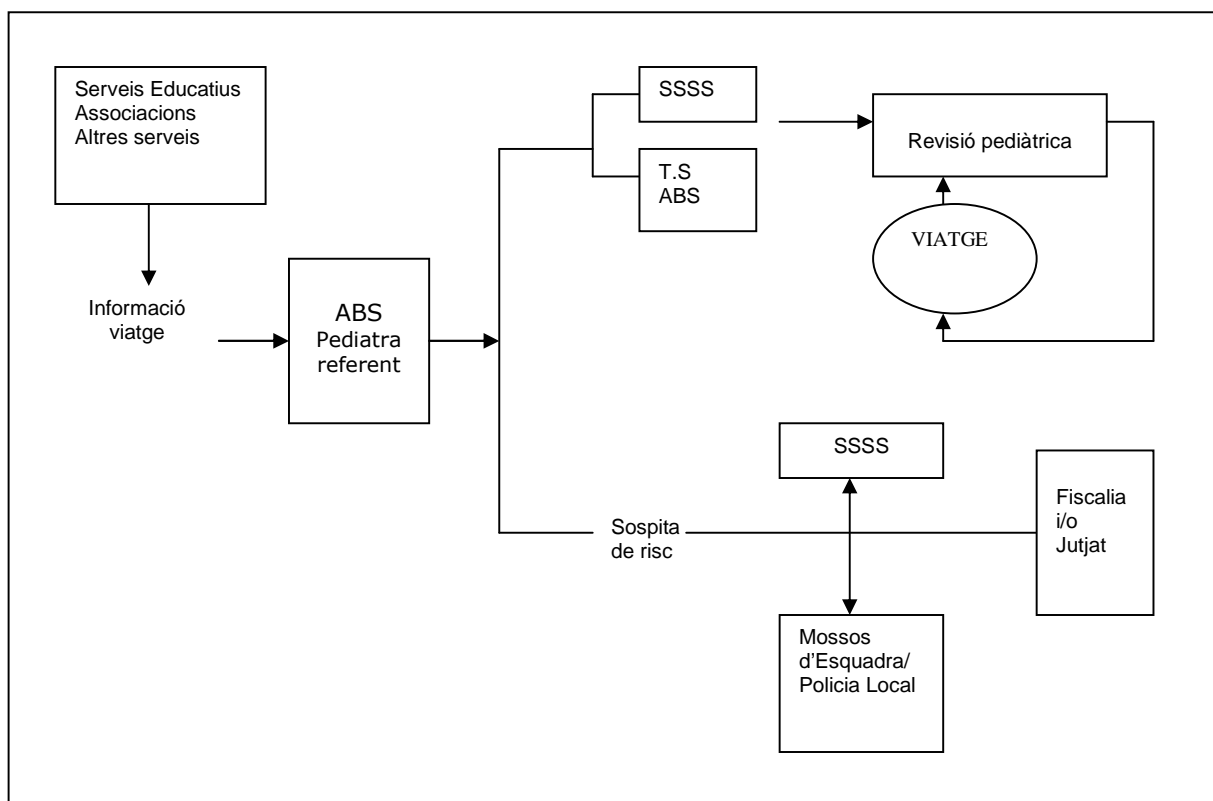 Serveis Educatius
Associacions
Altres serveis
Informació
viatge
ABS
Pediatra
referent
SSSS
T.S
ABS
Revisió pediàtrica
VIATGE
Sospita
de risc
SSSS
Mossos
d’Esquadra/
Policia Local
Fiscalia
i/o
Jutjat